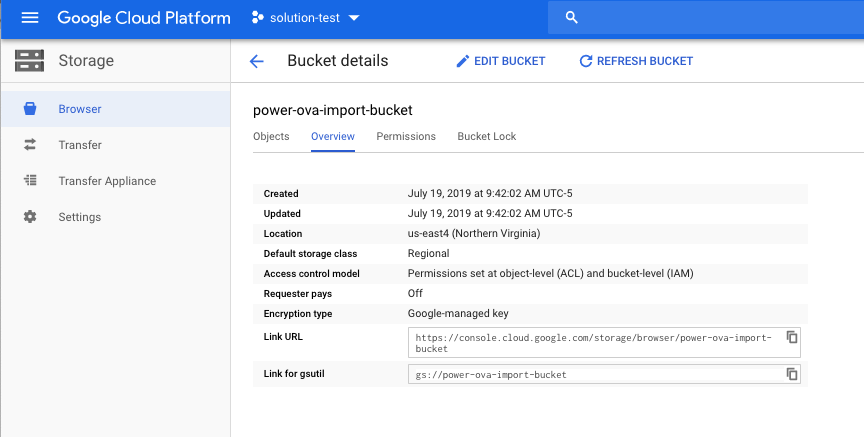 Google Cloud Platform
solution-test
Storage
Bucket details
EDIT BUCKET
REFRESH BUCKET
Browser
Transfer
Transfer Appliance
Settings
power-ova-import-bucket
Objects Overview Permissions Bucket Lock
Created July 19, 2019 at 9:42:02 AM UTC-5
Updated July 19, 2019 at 9:42:02 AM UTC-5
Location us-east4 (Northern Virginia)
Default storage class Regional
Access control model Permissions set at object-level (ACL) and bucket-level (IAM)
Requester pays Off
Encryption type Google-managed key
Link URL https://console.cloud.google.com/storage/browser/power-ova-import-
bucket
Link for gsutil gs://power-ova-import-bucket